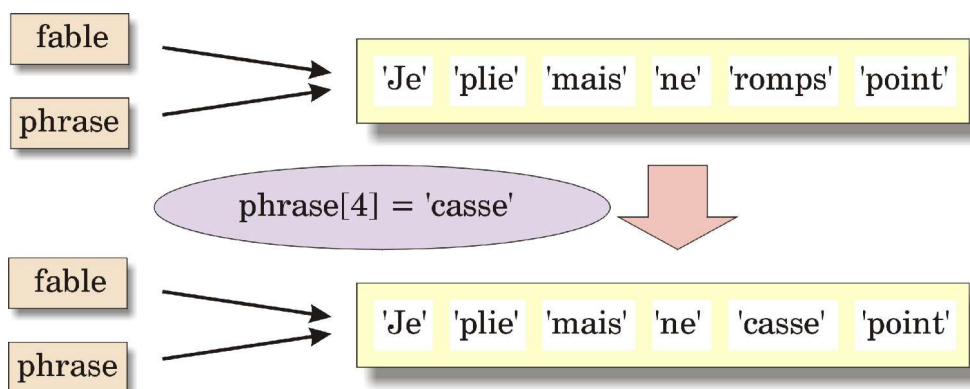 fable
phrase
'Je' 'plie' 'mais' 'ne' 'romps' 'point'
phrase[4] = 'casse'
fable
phrase
'Je' 'plie' 'mais' 'ne' 'casse' 'point'